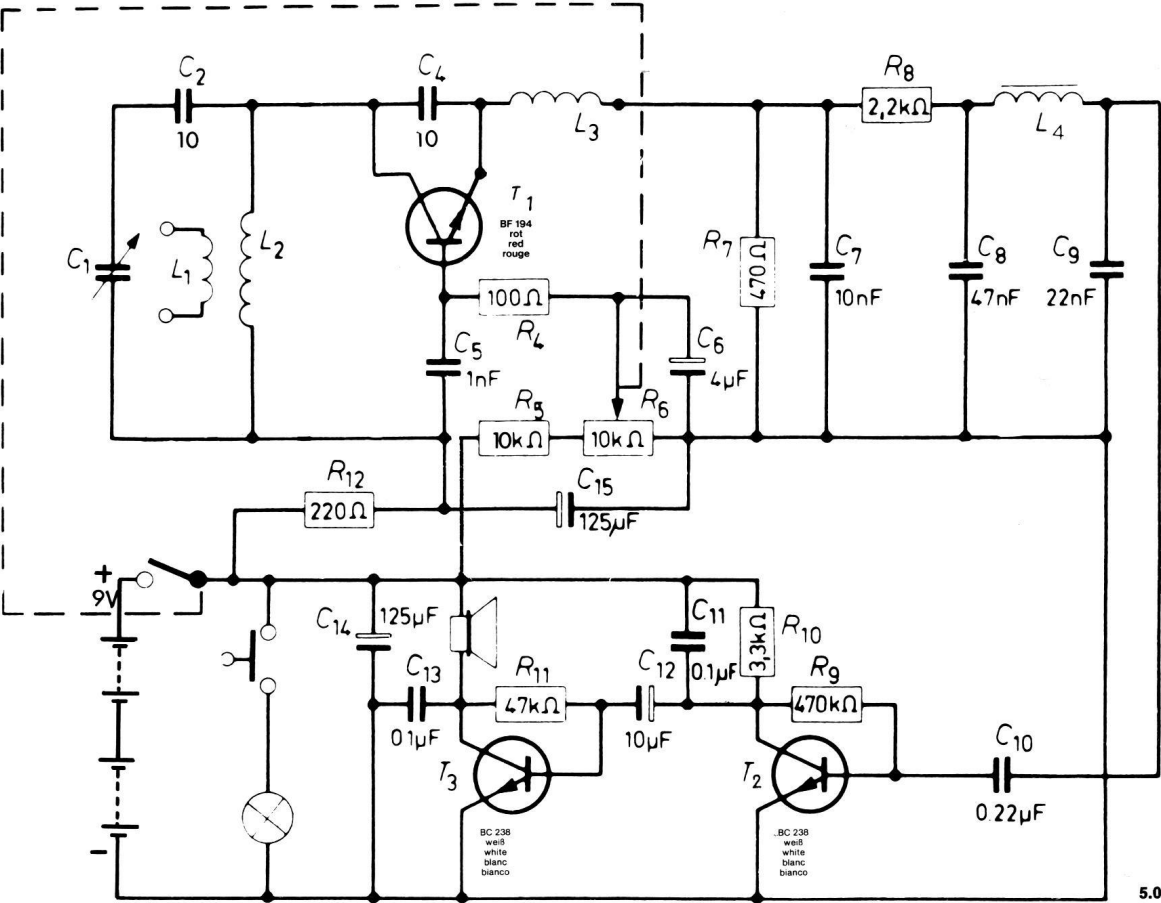 C2
10
C4
10
L3
R8
2,2kΩ
L4
T1
BF 194
rot
red
rouge
C1
L1
L2
R7
470Ω
C7
10nF
C8
47nF
C9
22nF
100Ω
R4
C5
1nF
C6
4µF
R5
10kΩ
R6
10kΩ
R12
220Ω
C15
125µF
+
9V
-
C14
125µF
C13
0.1µF
R11
47kΩ
C12
10µF
C11
0.1µF
R10
3,3kΩ
R9
470kΩ
T3
BC 238
weiß
white
blanc
bianco
T2
BC 238
weiß
white
blanc
bianco
C10
0.22µF
5.0